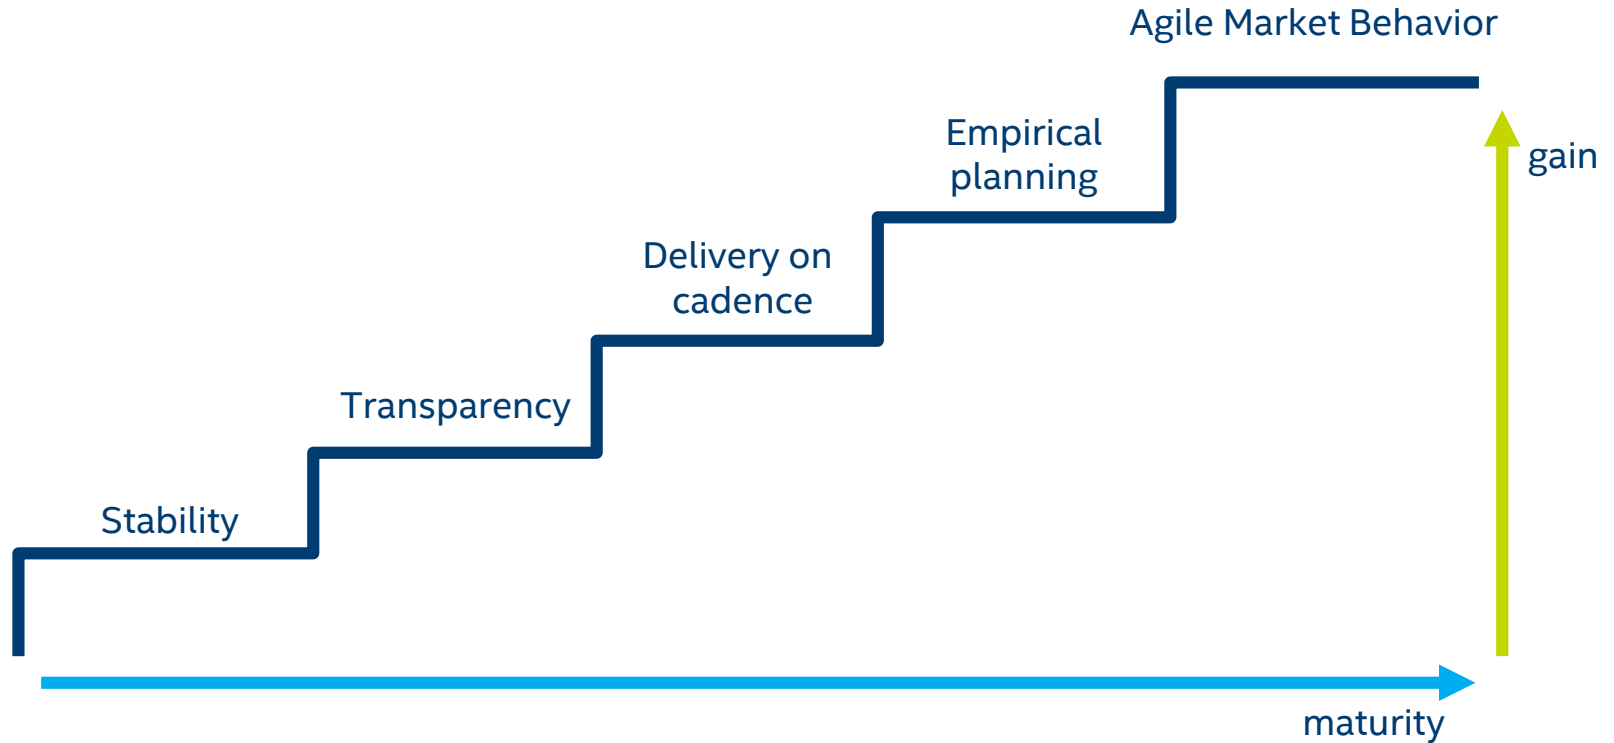 Agile Market Behavior
Empirical
planning
gain
Delivery on
cadence
Transparency
Stability
maturity